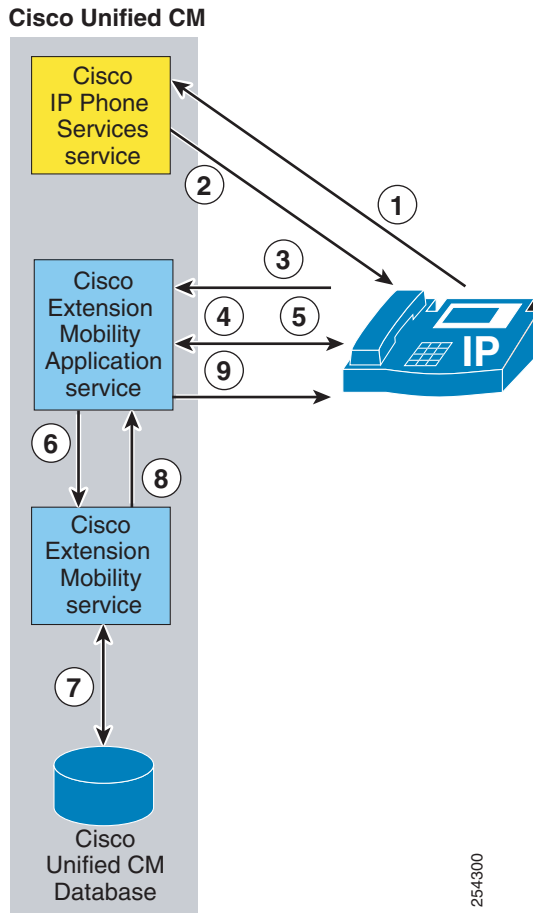 Cisco Unified CM
Cisco
IP Phone
Services
service
2
1
3
Cisco
Extension
Mobility
Application
service
4
5
IP
9
6
8
Cisco
Extension
Mobility
service
7
Cisco
Unified CM
Database
254300